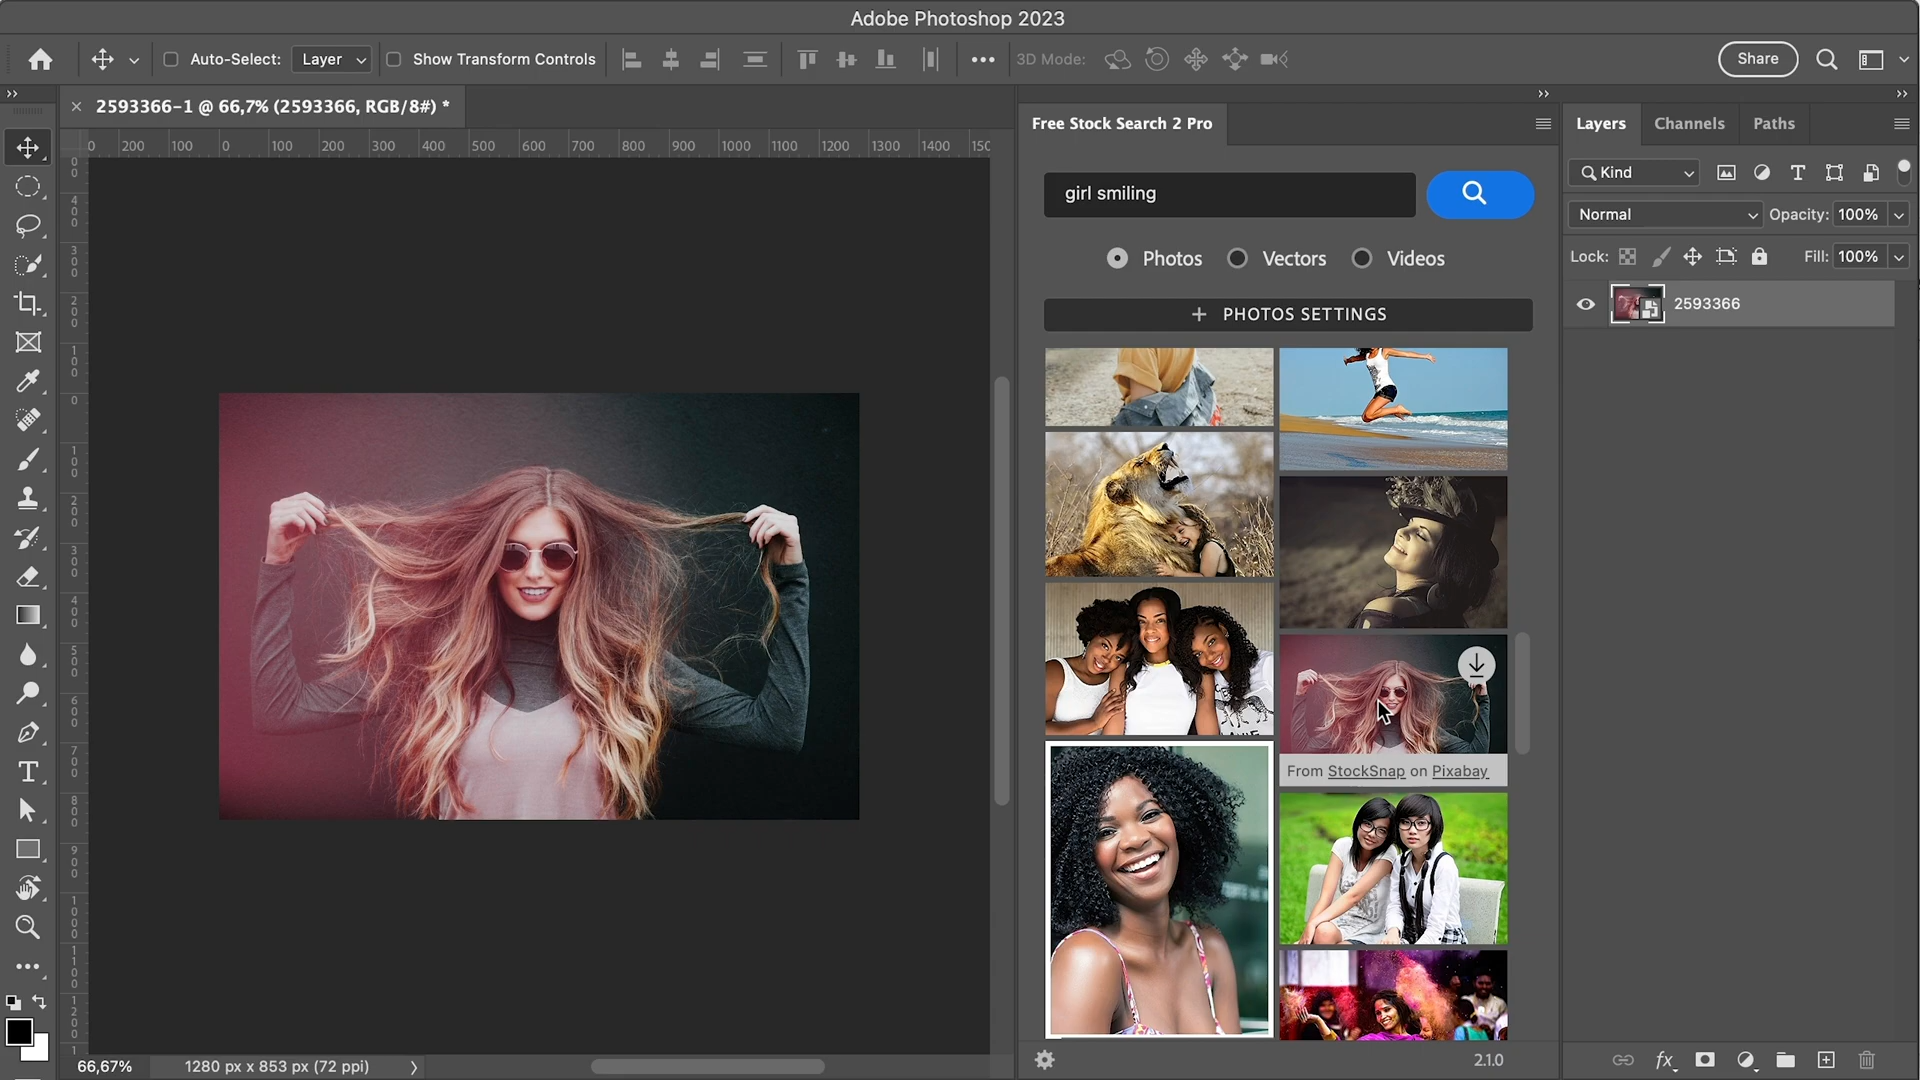 Adobe Photoshop 2023
Auto-Select: Layer Show Transform Controls 3D Mode: Share
2593366-1 @ 66,7% (2593366, RGB/8#) *
0 200 100 0 100 200 300 400 500 600 700 800 900 1000 1100 1200 1300 1400 150
Free Stock Search 2 Pro
girl smiling
Photos Vectors Videos
+ PHOTOS SETTINGS
From StockSnap on Pixabay
2.1.0
Layers Channels Paths
Kind
Normal Opacity: 100%
Lock: Fill: 100%
2593366
fx
66,67% 1280 px x 853 px (72 ppi)